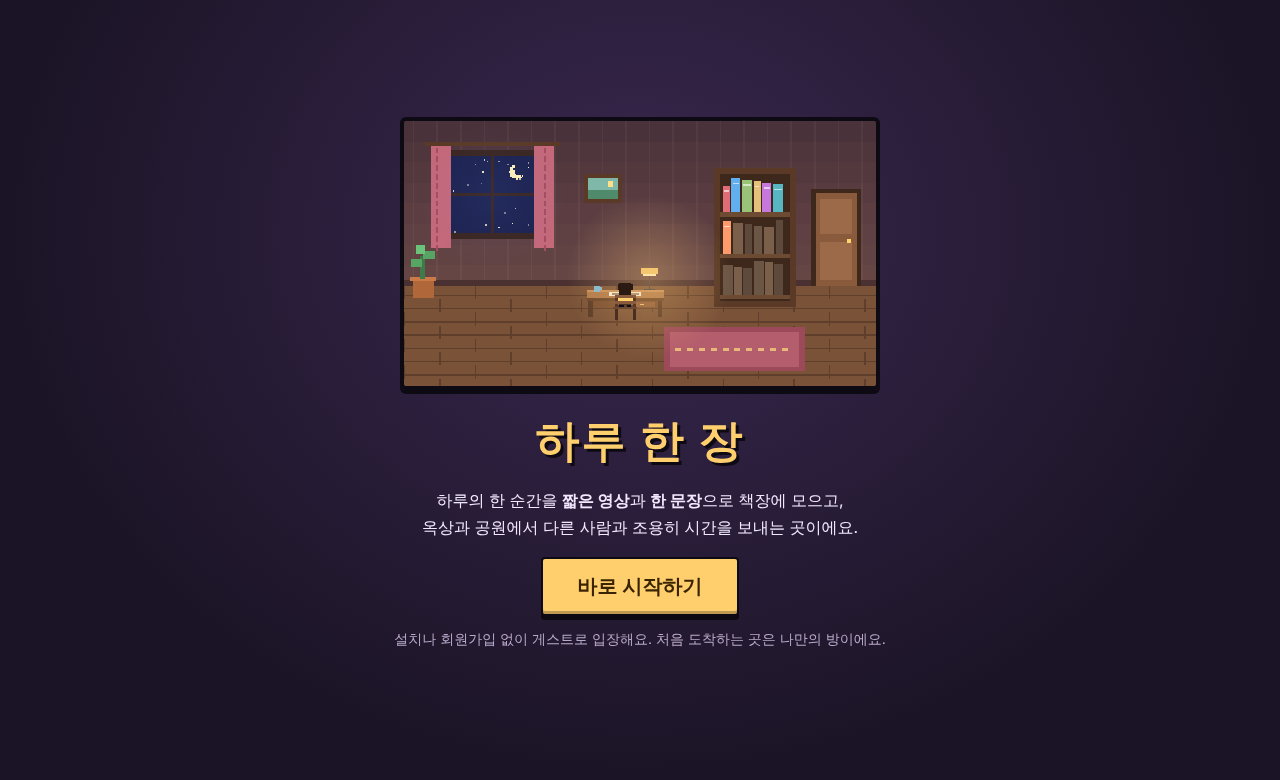 하루 한 장
하루의 한 순간을 짧은 영상과 한 문장으로 책장에 모으고,
옥상과 공원에서 다른 사람과 조용히 시간을 보내는 곳이에요.
바로 시작하기
설치나 회원가입 없이 게스트로 입장해요. 처음 도착하는 곳은 나만의 방이에요.